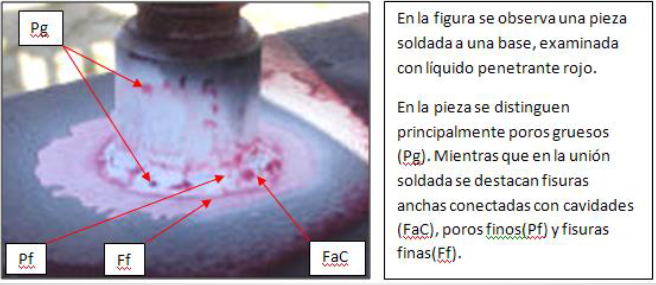 Pg
Pf
Ff
FaC
En la figura se observa una pieza
soldada a una base, examinada
con líquido penetrante rojo.
En la pieza se distinguen
principalmente poros gruesos
(Pg). Mientras que en la unión
soldada se destacan fisuras
anchas conectadas con cavidades
(FaC), poros finos(Pf) y fisuras
finas(Ff).